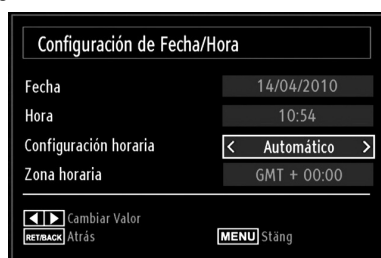 Configuración de Fecha/Hora
Fecha 14/04/2010
Hora 10:54
Configuración horaria < Automático >
Zona horaria GMT + 00:00
◀ ▶ Cambiar Valor
RET/BACK Atrás MENU Stäng